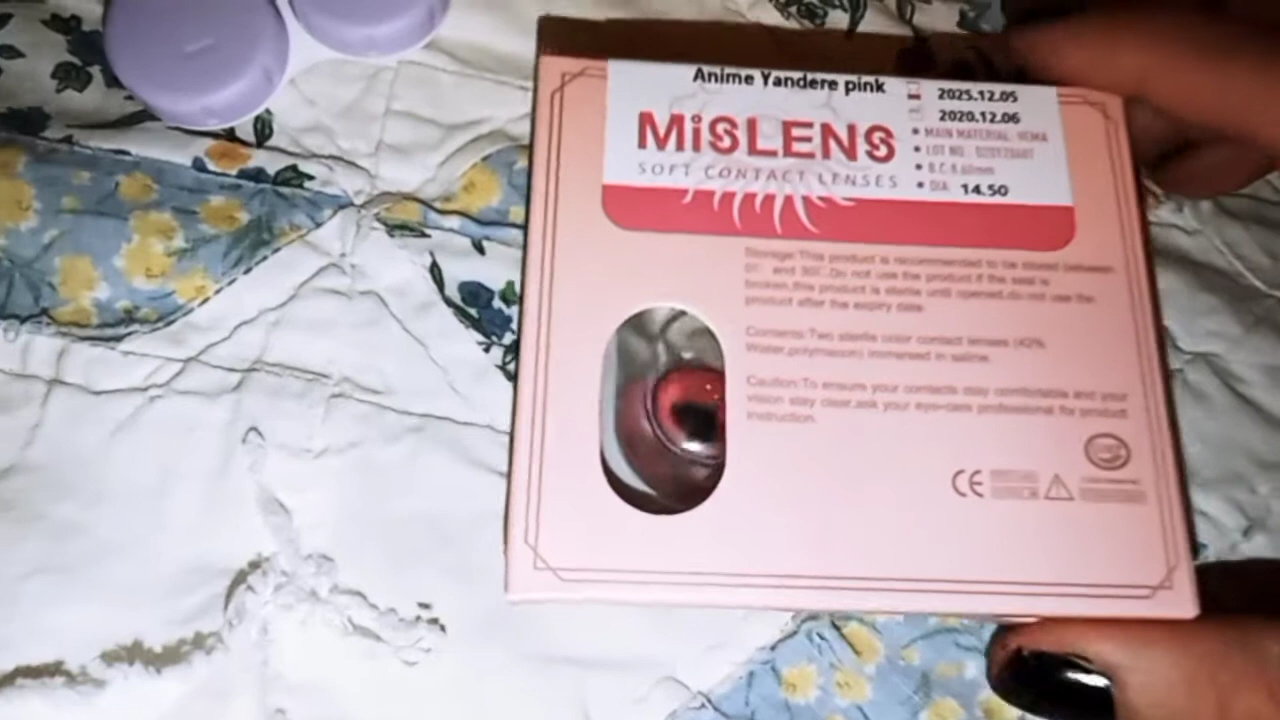 Anime Yandere pink
2025.12.05
2020.12.06
MiSLENS
SOFT CONTACT LENSES
• MAIN MATERIAL: HEMA
• LOT NO.:
• B.C.8.60mm
• DIA 14.50
Storage:This product is recommended to be stored between
and Do not use the product if the seal is
broken,this product is sterile until opened,do not use the
product after the expiry date.
Contents:Two sterile color contact lenses (42%
Water,polymacon) immersed in saline.
Caution:To ensure your contacts stay comfortable and your
vision stay clear,ask your eye-care professional for product
instruction.
CE